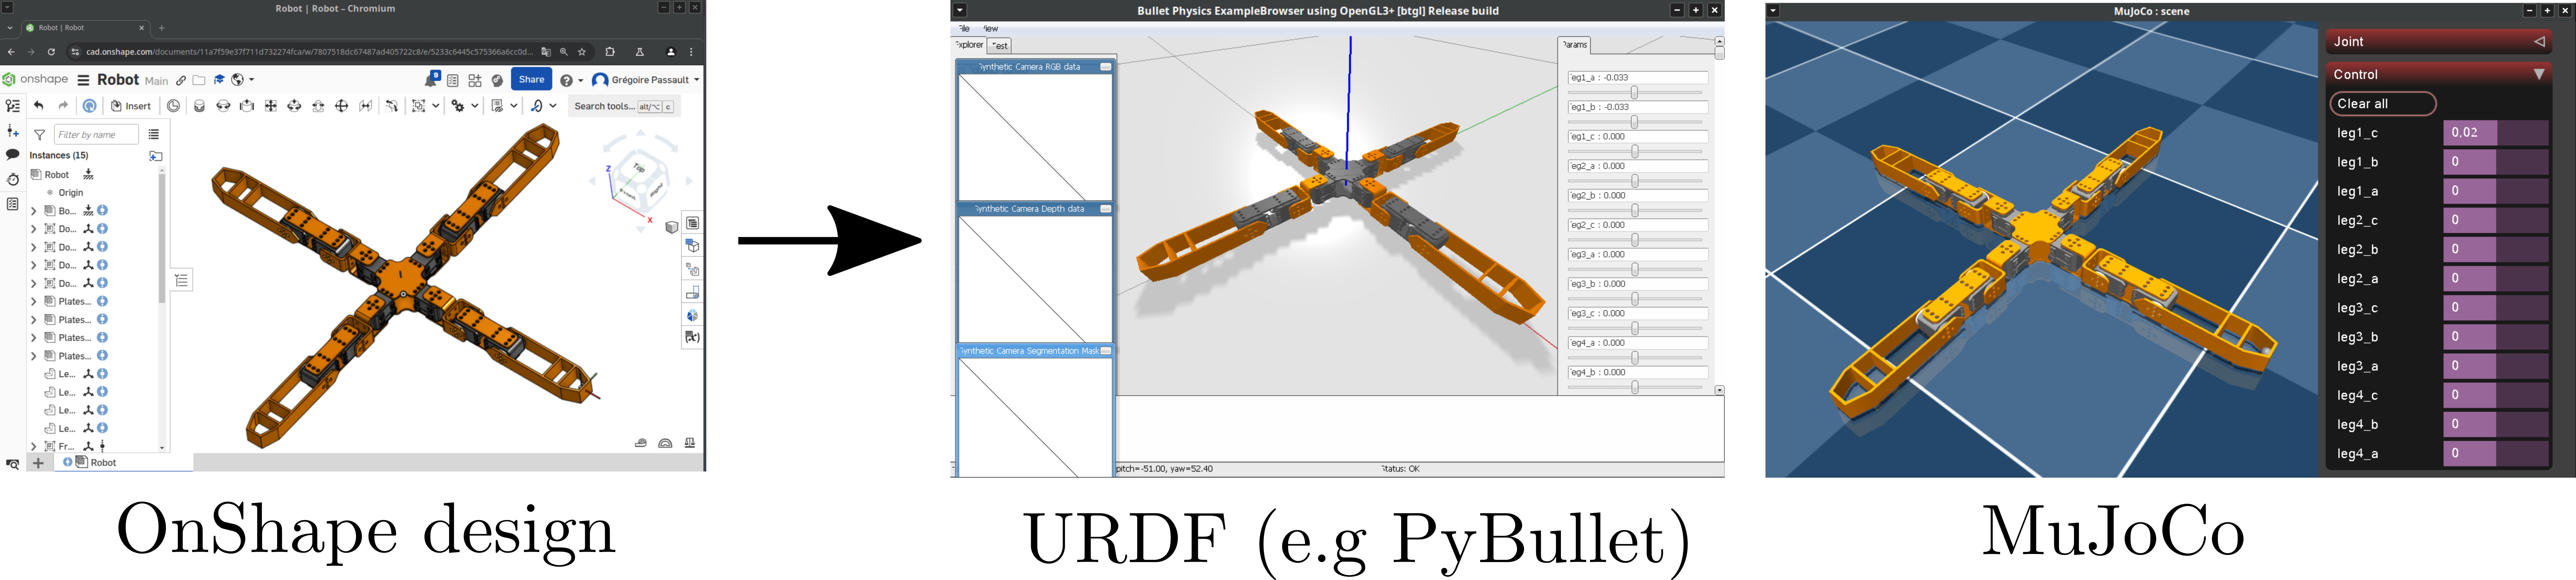 Robot | Robot – Chromium
Robot | Robot
cad.onshape.com/documents/11a7f59e37f711d732274fca/w/7807518dc67487ad405722c8/e/5233c6445c575366a6cc0d...
onshape
Robot Main
8
Share
Grégoire Passault
Insert
Search tools... alt/⌥ c
Filter by name
Instances (15)
Robot
Origin
Bo...
Do...
Do...
Do...
Do...
Plates...
Plates...
Plates...
Plates...
Le...
Le...
Le...
Le...
Fr...
Z
Top
X
Robot
OnShape design
Bullet Physics ExampleBrowser using OpenGL3+ [btgl] Release build
File View
Explorer Test
Synthetic Camera RGB data
Synthetic Camera Depth data
Synthetic Camera Segmentation Mask
Params
leg1_a : -0.033
leg1_b : -0.033
leg1_c : 0.000
leg2_a : 0.000
leg2_b : 0.000
leg2_c : 0.000
leg3_a : 0.000
leg3_b : 0.000
leg3_c : 0.000
leg4_a : 0.000
leg4_b : 0.000
pitch=-51.00, yaw=52.40
Status: OK
URDF (e.g PyBullet)
MuJoCo : scene
Joint
Control
Clear all
leg1_c 0.02
leg1_b 0
leg1_a 0
leg2_c 0
leg2_b 0
leg2_a 0
leg3_c 0
leg3_b 0
leg3_a 0
leg4_c 0
leg4_b 0
leg4_a 0
MuJoCo